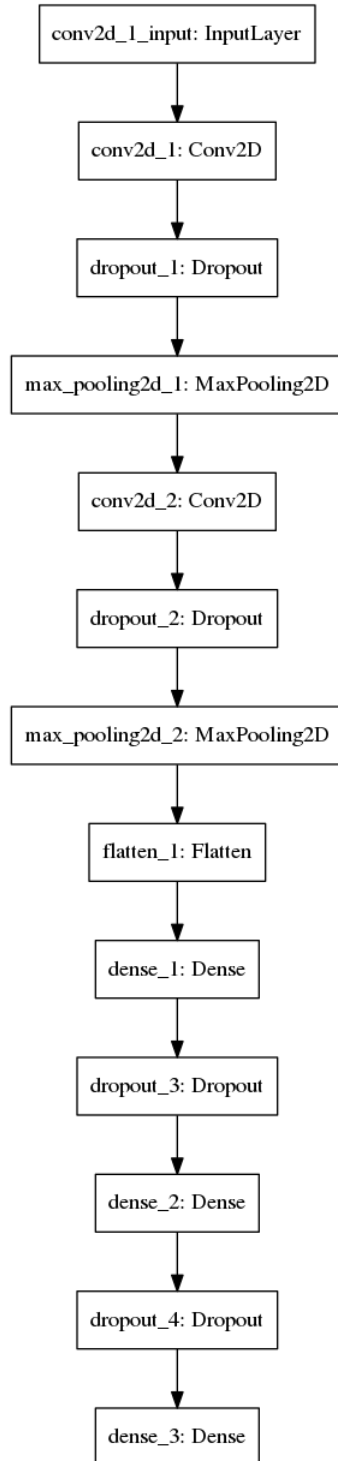 conv2d_1_input: InputLayer
conv2d_1: Conv2D
dropout_1: Dropout
max_pooling2d_1: MaxPooling2D
conv2d_2: Conv2D
dropout_2: Dropout
max_pooling2d_2: MaxPooling2D
flatten_1: Flatten
dense_1: Dense
dropout_3: Dropout
dense_2: Dense
dropout_4: Dropout
dense_3: Dense